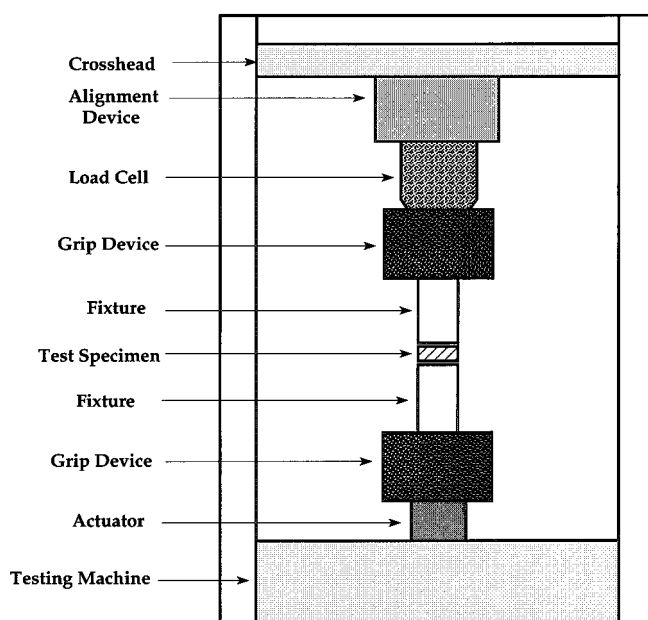 Crosshead
Alignment
Device
Load Cell
Grip Device
Fixture
Test Specimen
Fixture
Grip Device
Actuator
Testing Machine